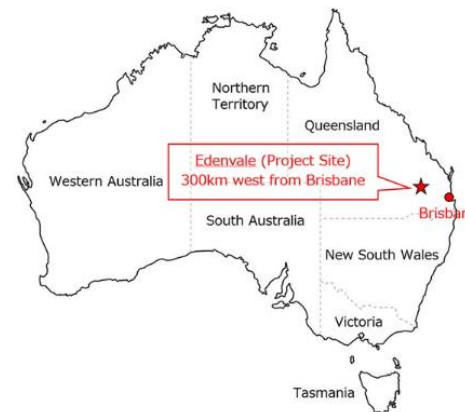 Northern
Territory
Queensland
Edenvale (Project Site)
300km west from Brisbane
Western Australia
Brisban
South Australia
New South Wales
Victoria
Tasmania